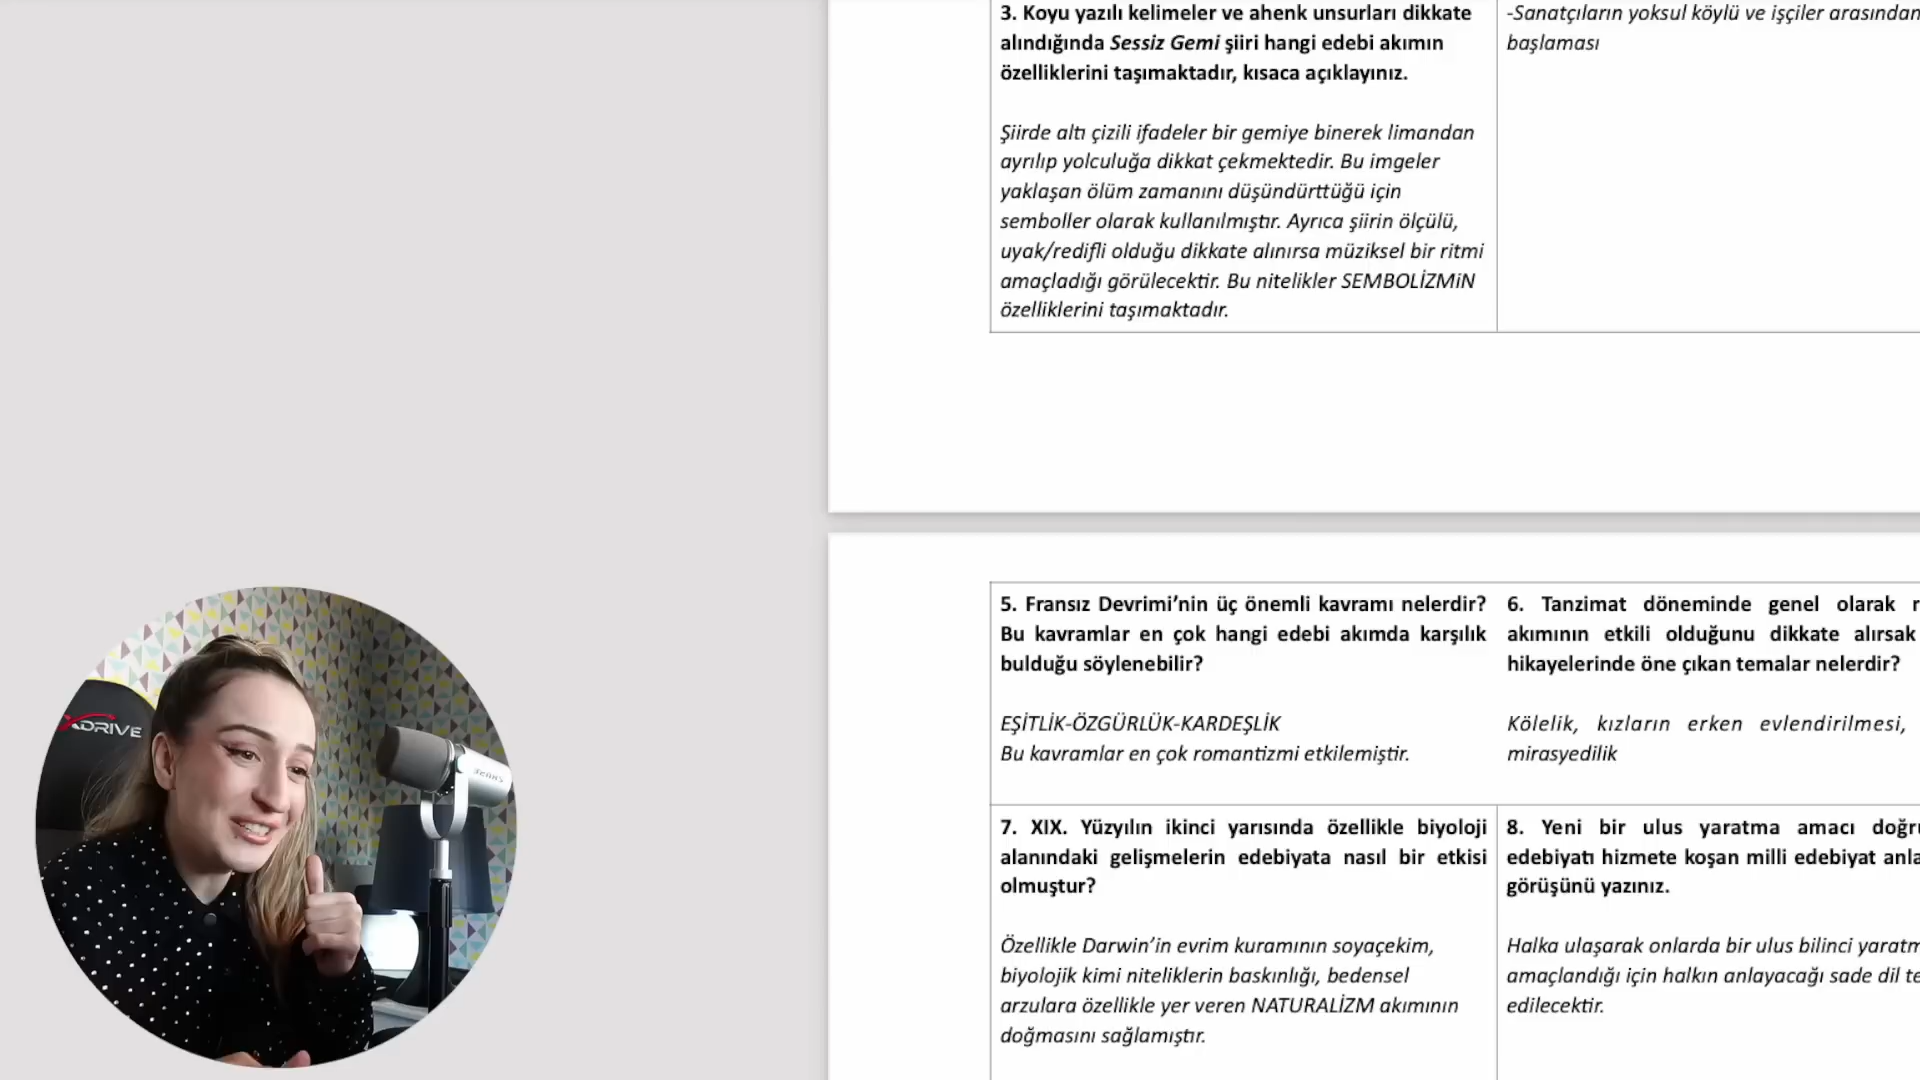 3. Koyu yazılı kelimeler ve ahenk unsurları dikkate
alındığında Sessiz Gemi şiiri hangi edebi akımın
özelliklerini taşımaktadır, kısaca açıklayınız.
Şiirde altı çizili ifadeler bir gemiye binerek limandan
ayrılıp yolculuğa dikkat çekmektedir. Bu imgeler
yaklaşan ölüm zamanını düşündürttüğü için
semboller olarak kullanılmıştır. Ayrıca şiirin ölçülü,
uyak/redifli olduğu dikkate alınırsa müziksel bir ritmi
amaçladığı görülecektir. Bu nitelikler SEMBOLİZMiN
özelliklerini taşımaktadır.
-Sanatçıların yoksul köylü ve işçiler arasından
başlaması
5. Fransız Devrimi’nin üç önemli kavramı nelerdir?
Bu kavramlar en çok hangi edebi akımda karşılık
bulduğu söylenebilir?
EŞİTLİK-ÖZGÜRLÜK-KARDEŞLİK
Bu kavramlar en çok romantizmi etkilemiştir.
6. Tanzimat döneminde genel olarak
akımının etkili olduğunu dikkate alırsak
hikayelerinde öne çıkan temalar nelerdir?
Kölelik, kızların erken evlendirilmesi,
mirasyedilik
7. XIX. Yüzyılın ikinci yarısında özellikle biyoloji
alanındaki gelişmelerin edebiyata nasıl bir etkisi
olmuştur?
Özellikle Darwin’in evrim kuramının soyaçekim,
biyolojik kimi niteliklerin baskınlığı, bedensel
arzulara özellikle yer veren NATURALİZM akımının
doğmasını sağlamıştır.
8. Yeni bir ulus yaratma amacı
edebiyatı hizmete koşan milli edebiyat
görüşünü yazınız.
Halka ulaşarak onlarda bir ulus bilinci
amaçlandığı için halkın anlayacağı sade dil
edilecektir.
XDRIVE